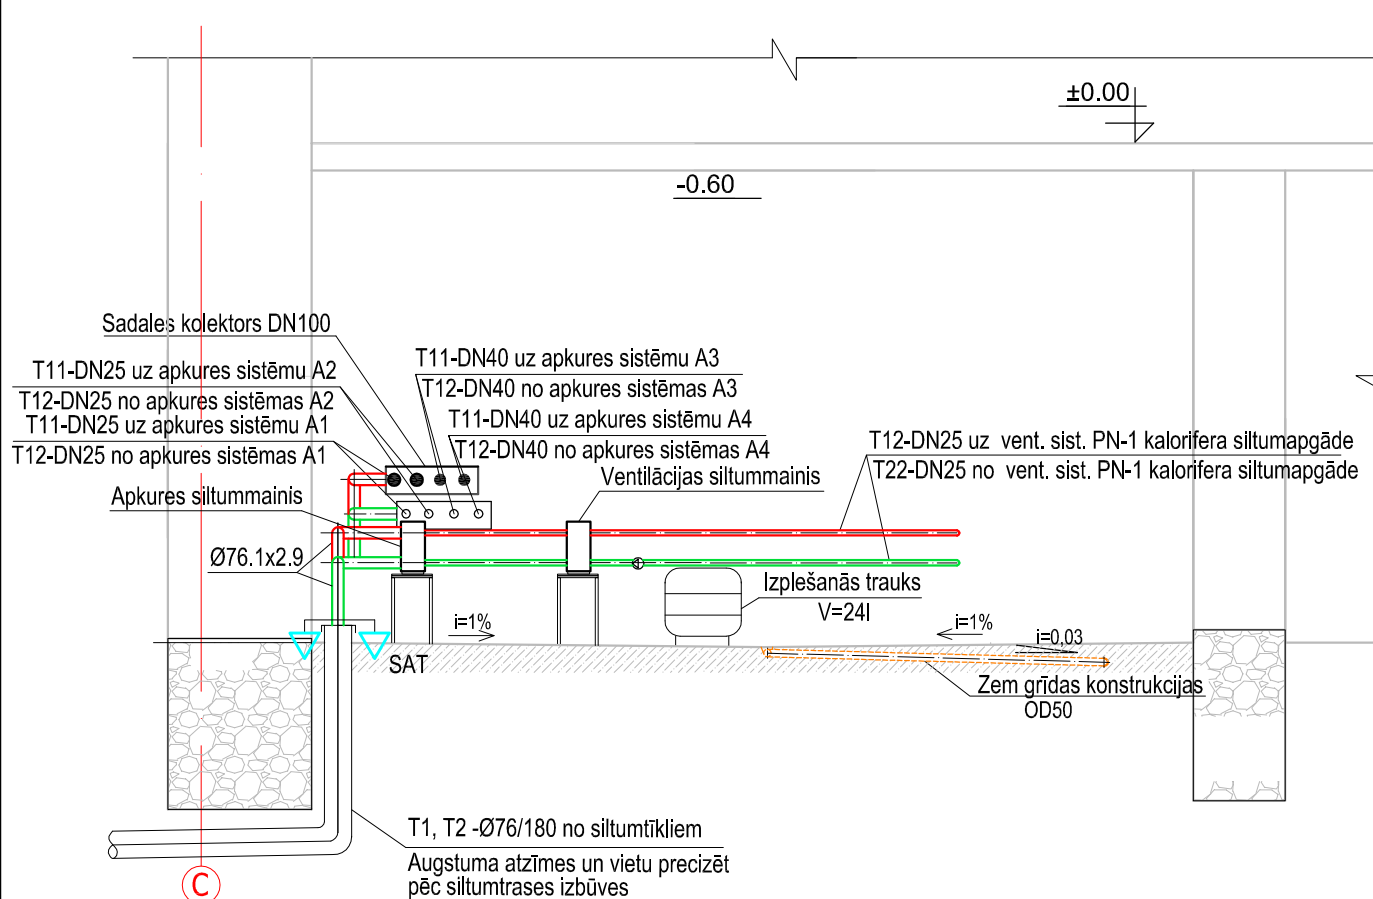 ±0.00
-0.60
Sadales kolektors DN100
T11-DN25 uz apkures sistēmu A2
T12-DN25 no apkures sistēmas A2
T11-DN25 uz apkures sistēmu A1
T12-DN25 no apkures sistēmas A1
T11-DN40 uz apkures sistēmu A3
T12-DN40 no apkures sistēmas A3
T11-DN40 uz apkures sistēmu A4
T12-DN40 no apkures sistēmas A4
T12-DN25 uz vent. sist. PN-1 kalorifera siltumapgāde
T22-DN25 no vent. sist. PN-1 kalorifera siltumapgāde
Ventilācijas siltummainis
Apkures siltummainis
Ø76.1x2.9
Izplešanās trauks
V=24l
i=1%
i=1%
i=0,03
SAT
Zem grīdas konstrukcijas
OD50
T1, T2 -Ø76/180 no siltumtīkliem
Augstuma atzīmes un vietu precizēt
pēc siltumtrases izbūves
C